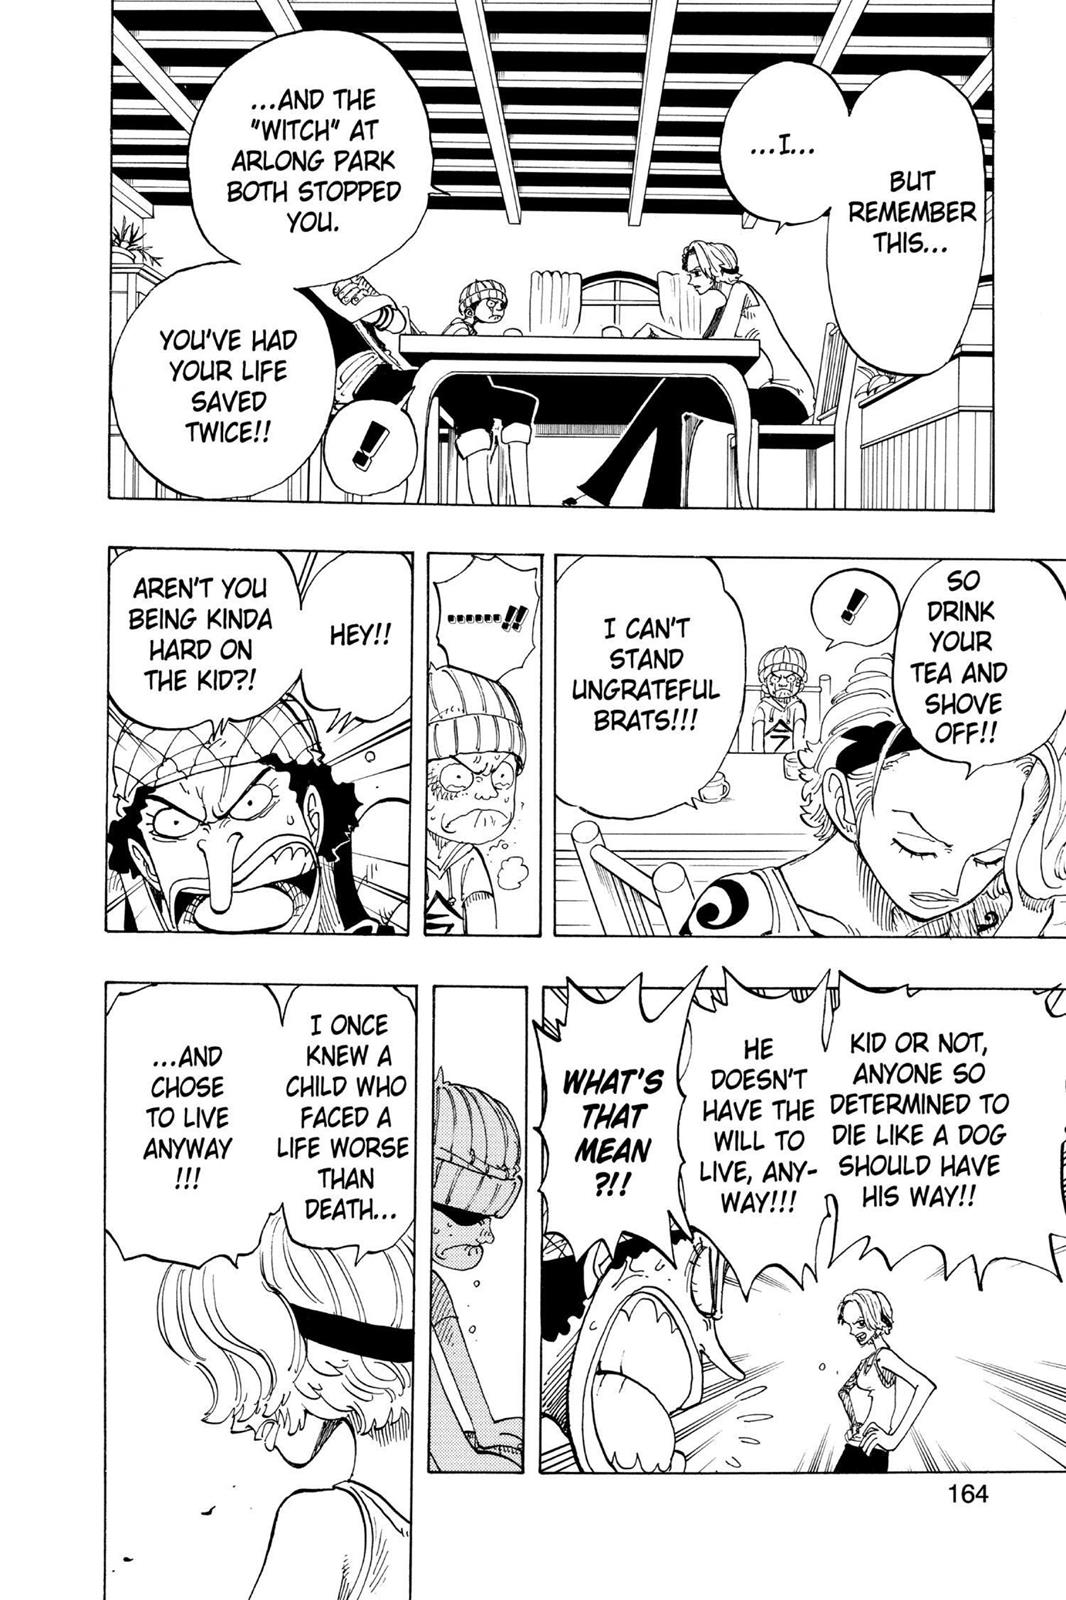 BUT
REMEMBER
THIS...
...I...
...AND THE
"WITCH" AT
ARLONG PARK
BOTH STOPPED
YOU.
YOU'VE HAD
YOUR LIFE
SAVED
TWICE!!
!
SO
DRINK
YOUR
TEA AND
SHOVE
OFF!!
!
I CAN'T
STAND
UNGRATEFUL
BRATS!!!
......!!
HEY!!
AREN'T YOU
BEING KINDA
HARD ON
THE KID?!
KID OR NOT,
ANYONE SO
DETERMINED TO
DIE LIKE A DOG
SHOULD HAVE
HIS WAY!!
HE
DOESN'T
HAVE THE
WILL TO
LIVE, ANY-
WAY!!!
WHAT'S
THAT
MEAN
?!!
I ONCE
KNEW A
CHILD WHO
FACED A
LIFE WORSE
THAN
DEATH...
...AND
CHOSE
TO LIVE
ANYWAY
!!!
164